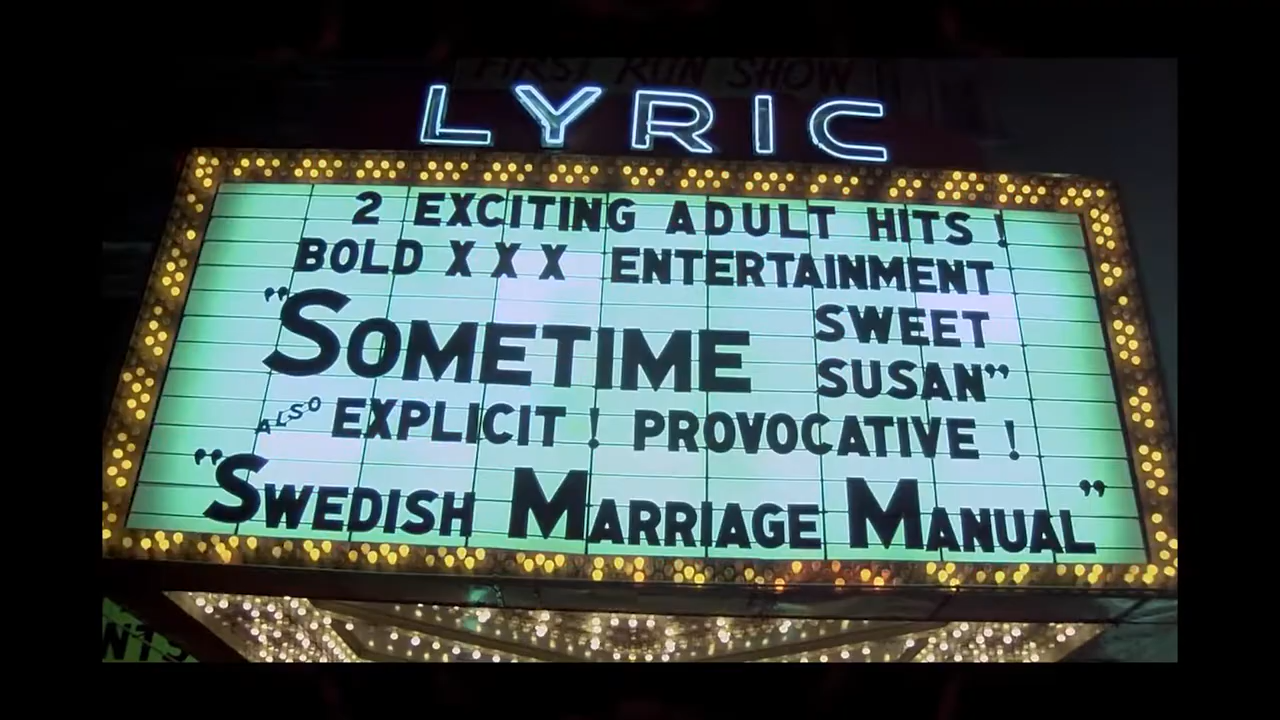 FIRST RUN SHOW
LYRIC
2 EXCITING ADULT HITS !
BOLD X X X ENTERTAINMENT
"SOMETIME SWEET
SUSAN"
ALSO EXPLICIT ! PROVOCATIVE !
"SWEDISH MARRIAGE MANUAL"